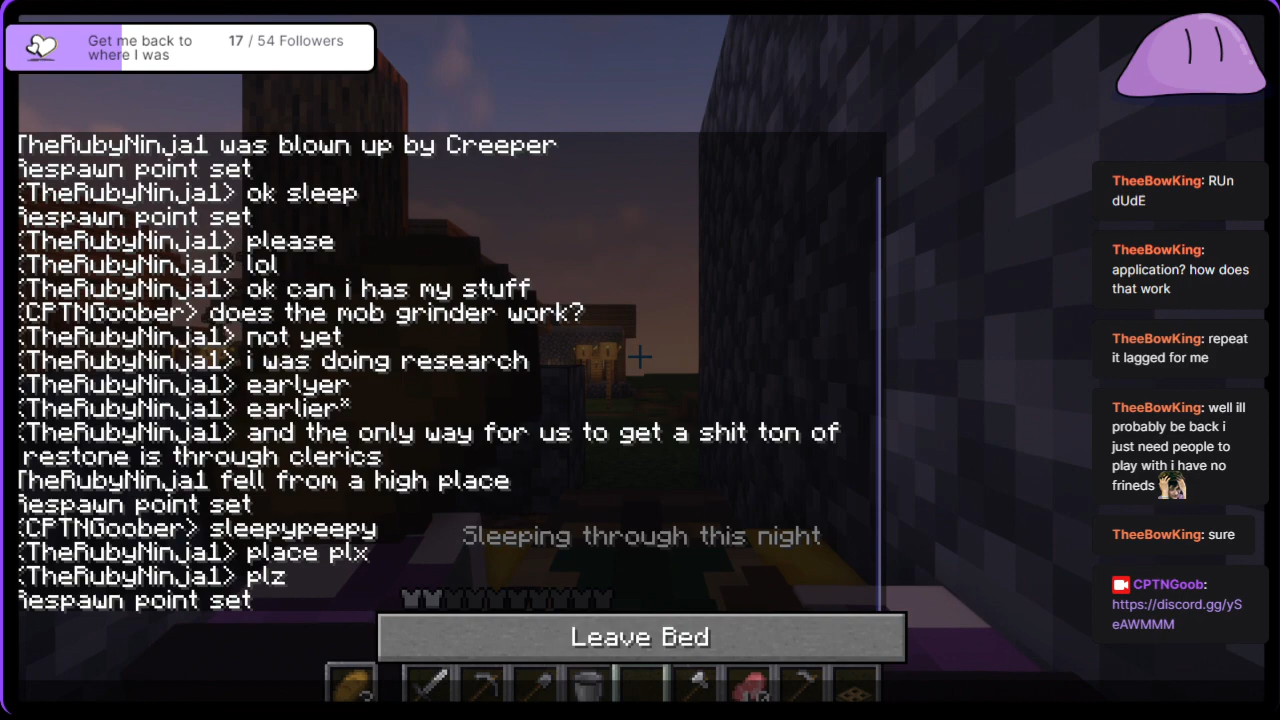 Get me back to where I was
17 / 54 Followers
TheRubyNinja1 was blown up by Creeper
Respawn point set
<TheRubyNinja1> ok sleep
Respawn point set
<TheRubyNinja1> please
<TheRubyNinja1> lol
<TheRubyNinja1> ok can i has my stuff
<CPTNGoober> does the mob grinder work?
<TheRubyNinja1> not yet
<TheRubyNinja1> i was doing research
<TheRubyNinja1> earlyer
<TheRubyNinja1> earlier*
<TheRubyNinja1> and the only way for us to get a shit ton of
restone is through clerics
TheRubyNinja1 fell from a high place
Respawn point set
<CPTNGoober> sleepypeepy
<TheRubyNinja1> place plx
<TheRubyNinja1> plz
Respawn point set
Sleeping through this night
Leave Bed
TheeBowKing: RUn
dUdE
TheeBowKing:
application? how does
that work
TheeBowKing: repeat
it lagged for me
TheeBowKing: well ill
probably be back i
just need people to
play with i have no
frineds
TheeBowKing: sure
CPTNGoob:
https://discord.gg/yS
eAWMMM